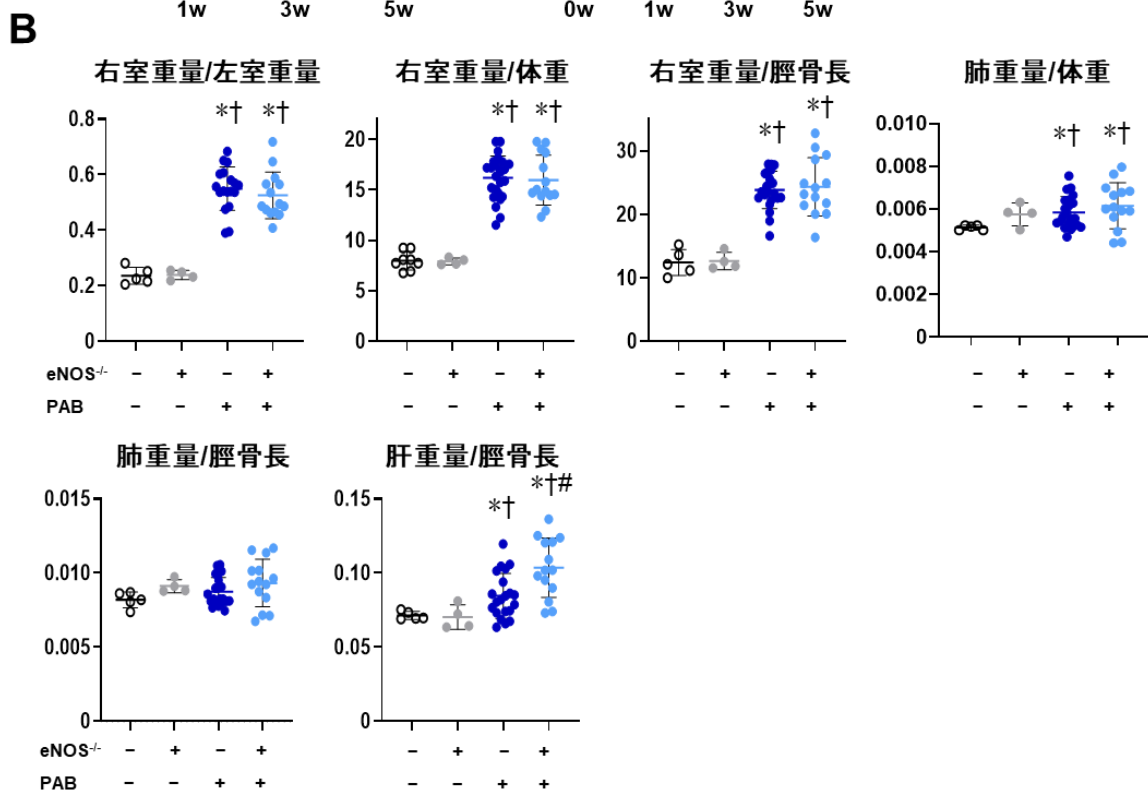 1w 3w 5w 0w 1w 3w 5w
B
右室重量/左室重量 右室重量/体重 右室重量/脛骨長 肺重量/体重
*† *† *† *† *† *† *† *†
0.8 0.6 0.4 0.2 0
20 15 10 5 0
30 20 10 0
0.010 0.008 0.006 0.004 0.002 0
eNOS-/- − + − + − + − + − + − + − + − +
PAB − − + + − − + + − − + + − − + +
肺重量/脛骨長 肝重量/脛骨長
*† *†#
0.015 0.010 0.005 0
0.15 0.10 0.05 0
eNOS-/- − + − + − + − +
PAB − − + + − − + +